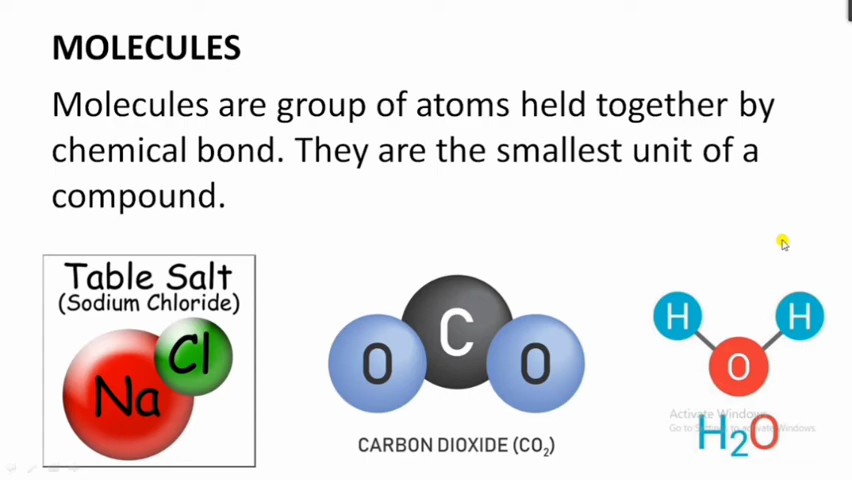 MOLECULES
Molecules are group of atoms held together by
chemical bond. They are the smallest unit of a
compound.
Table Salt
(Sodium Chloride)
Na
Cl
O
C
O
CARBON DIOXIDE (CO₂)
H
H
O
Activate Windows
Go to Settings to activate Windows.
H₂O